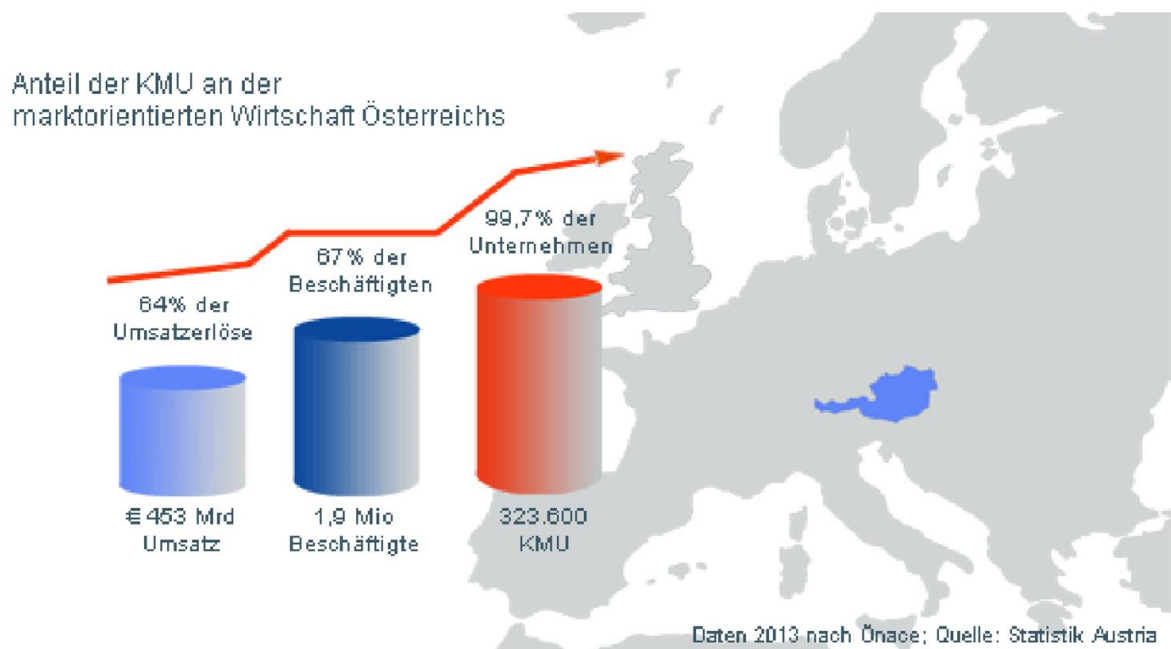 Anteil der KMU an der
marktorientierten Wirtschaft Österreichs
99,7% der
Unternehmen
67% der
Beschäftigten
64% der
Umsatzerlöse
€ 453 Mrd
Umsatz
1,9 Mio
Beschäftigte
323.600
KMU
Daten 2013 nach Önace; Quelle: Statistik Austria